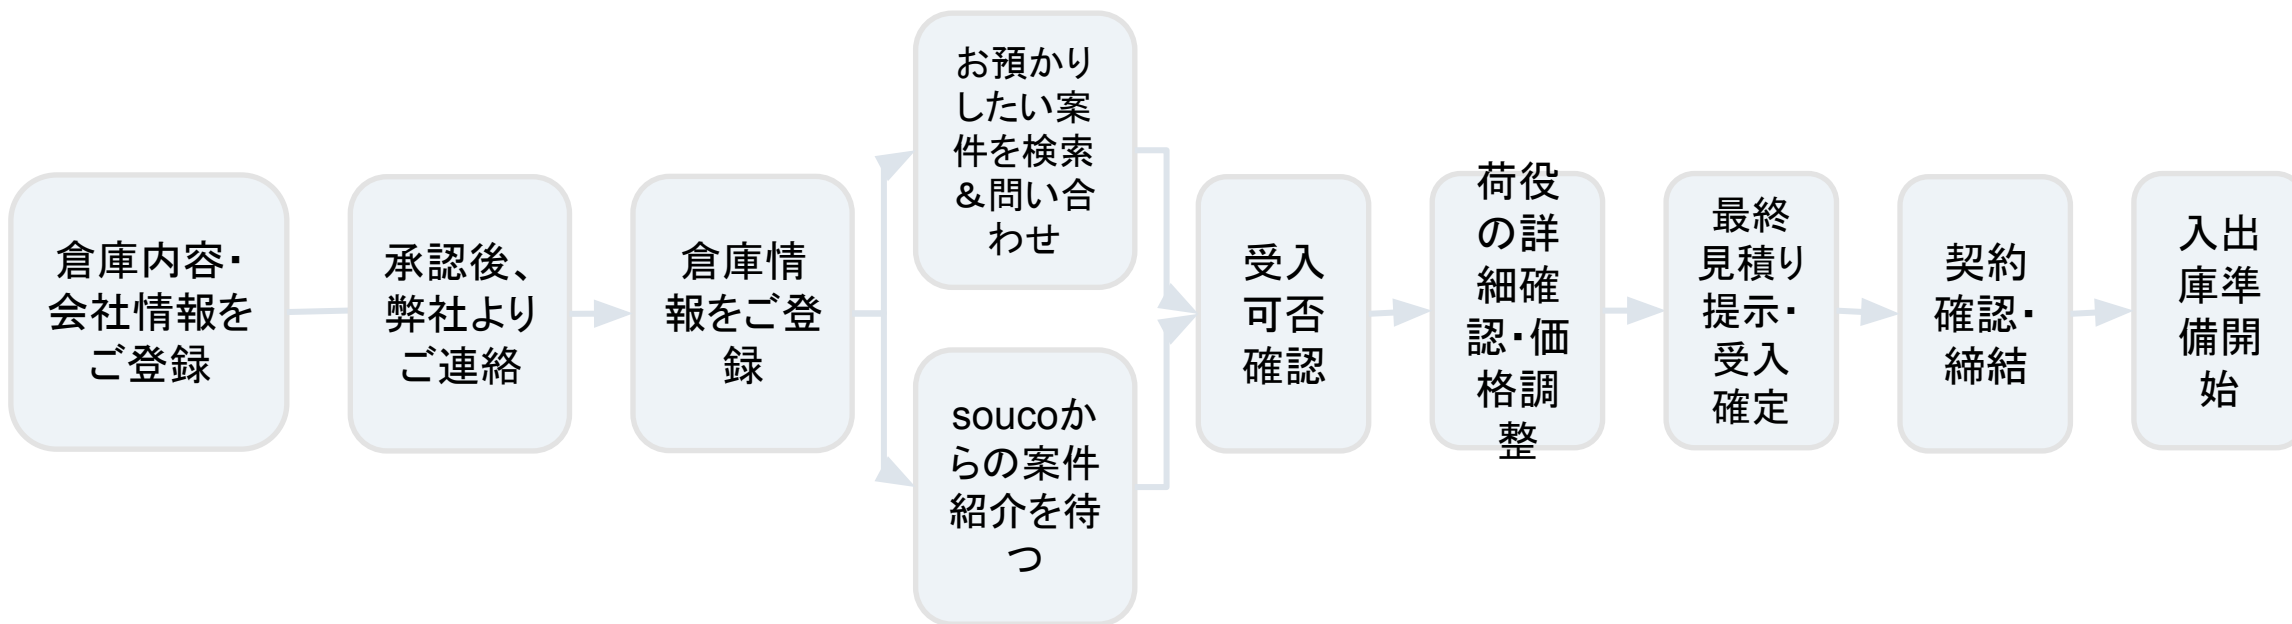 倉庫内容・
会社情報を
ご登録
承認後、
弊社より
ご連絡
倉庫情
報をご登
録
お預かり
したい案
件を検索
＆問い合
わせ
soucoか
らの案件
紹介を待
つ
受入
可否
確認
荷役
の詳
細確
認・価
格調
整
最終
見積り
提示・
受入
確定
契約
確認・
締結
入出
庫準
備開
始